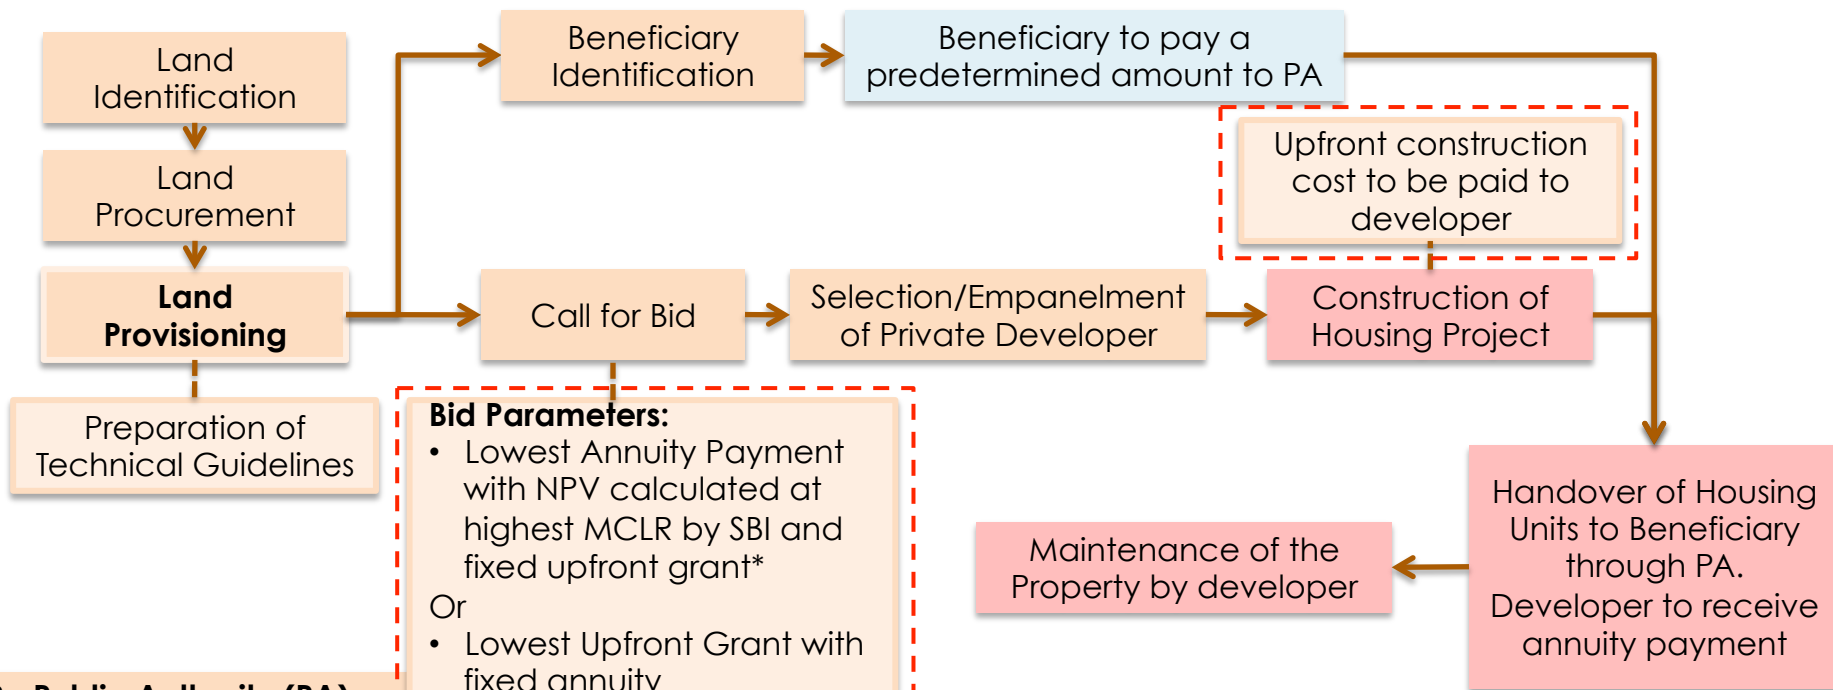 Land
Identification
Land
Procurement
Land
Provisioning
Preparation of
Technical Guidelines
Beneficiary
Identification
Beneficiary to pay a
predetermined amount to PA
Upfront construction
cost to be paid to
developer
Call for Bid
Selection/Empanelment
of Private Developer
Construction of
Housing Project
Bid Parameters:
• Lowest Annuity Payment
with NPV calculated at
highest MCLR by SBI and
fixed upfront grant*
Or
• Lowest Upfront Grant with
fixed annuity
Handover of Housing
Units to Beneficiary
through PA.
Developer to receive
annuity payment
Maintenance of the
Property by developer
Public Authority (PA)